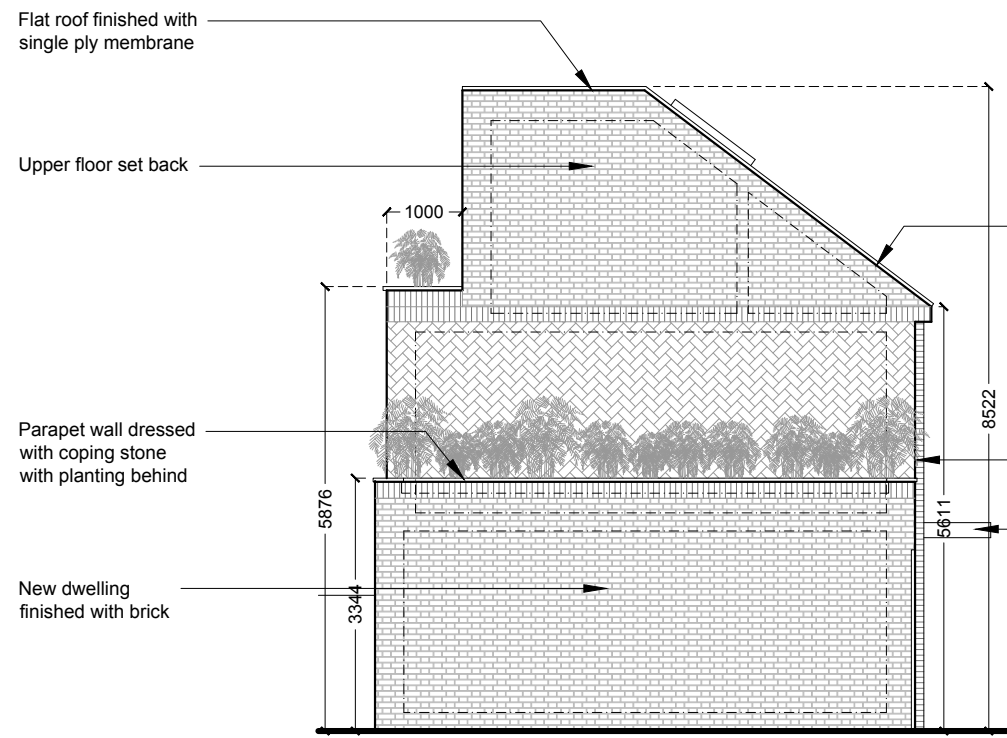 Flat roof finished with
single ply membrane
Upper floor set back
1000
Parapet wall dressed
with coping stone
with planting behind
5876
3344
8522
5611
New dwelling
finished with brick